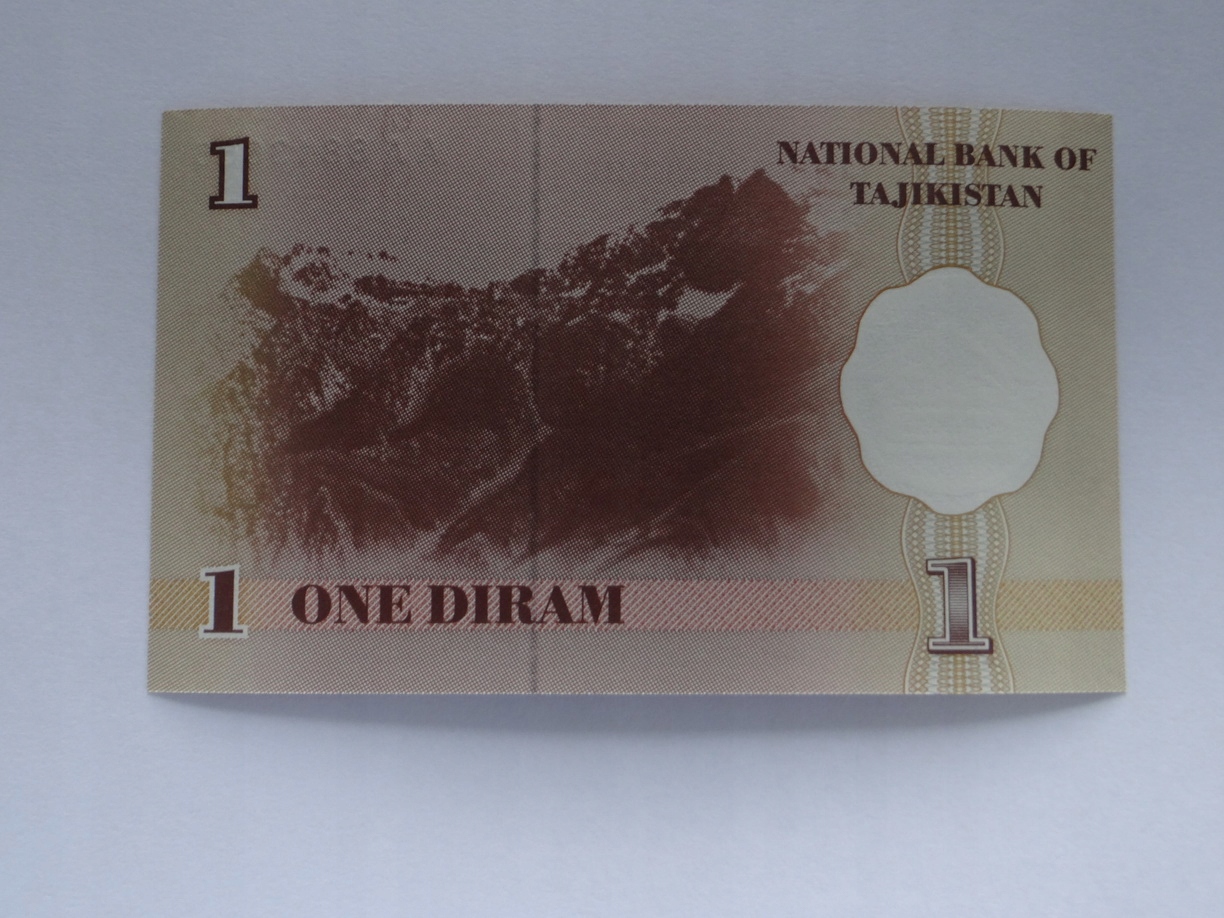 1
NATIONAL BANK OF
TAJIKISTAN
1 ONE DIRAM
1